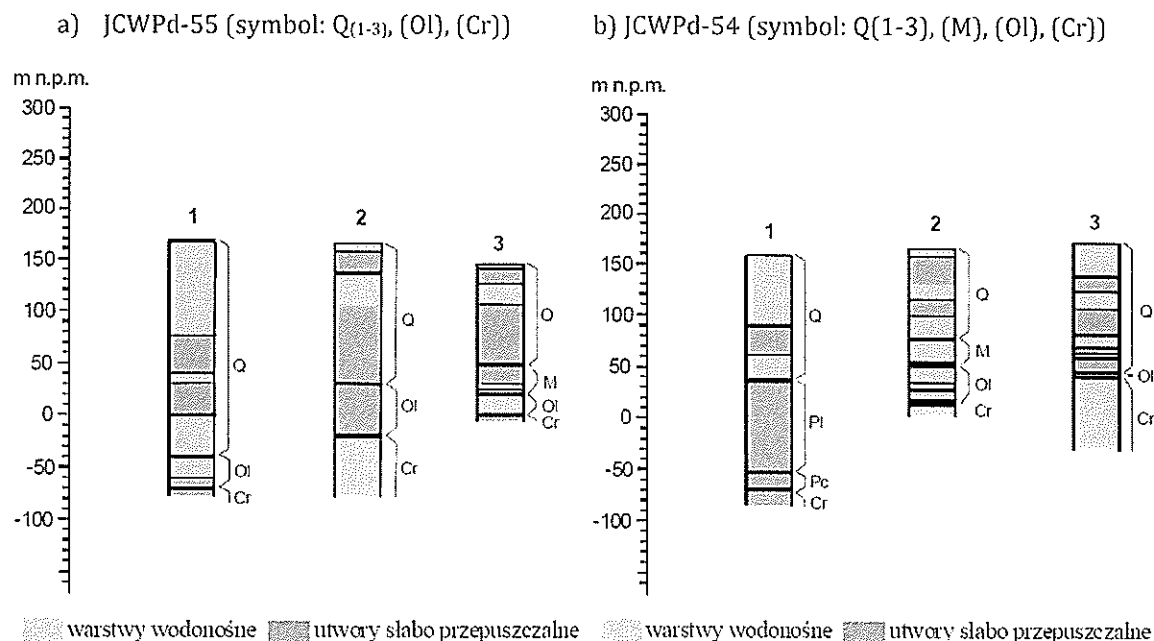 a) JCWPd-55 (symbol: Q(1-3), (Ol), (Cr))
m n.p.m.
300
250
200
150
100
50
0
-50
-100
1
Q
Ol
Cr
2
Q
Ol
Cr
3
Q
M
Ol
Cr
warstwy wodonośne utwory słabo przepuszczalne
b) JCWPd-54 (symbol: Q(1-3), (M), (Ol), (Cr))
m n.p.m.
300
250
200
150
100
50
0
-50
-100
1
Q
Pl
Pc
Cr
2
Q
M
Ol
Cr
3
Q
Ol
Cr
warstwy wodonośne utwory słabo przepuszczalne